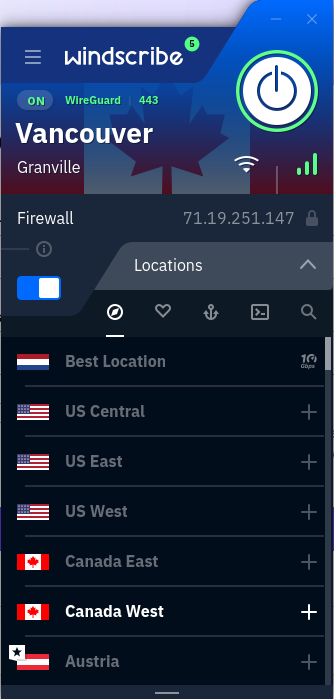 windscribe 5
ON WireGuard 443
Vancouver
Granville
Firewall 71.19.251.147
Locations
Best Location 10 Gbps
US Central
US East
US West
Canada East
Canada West
Austria